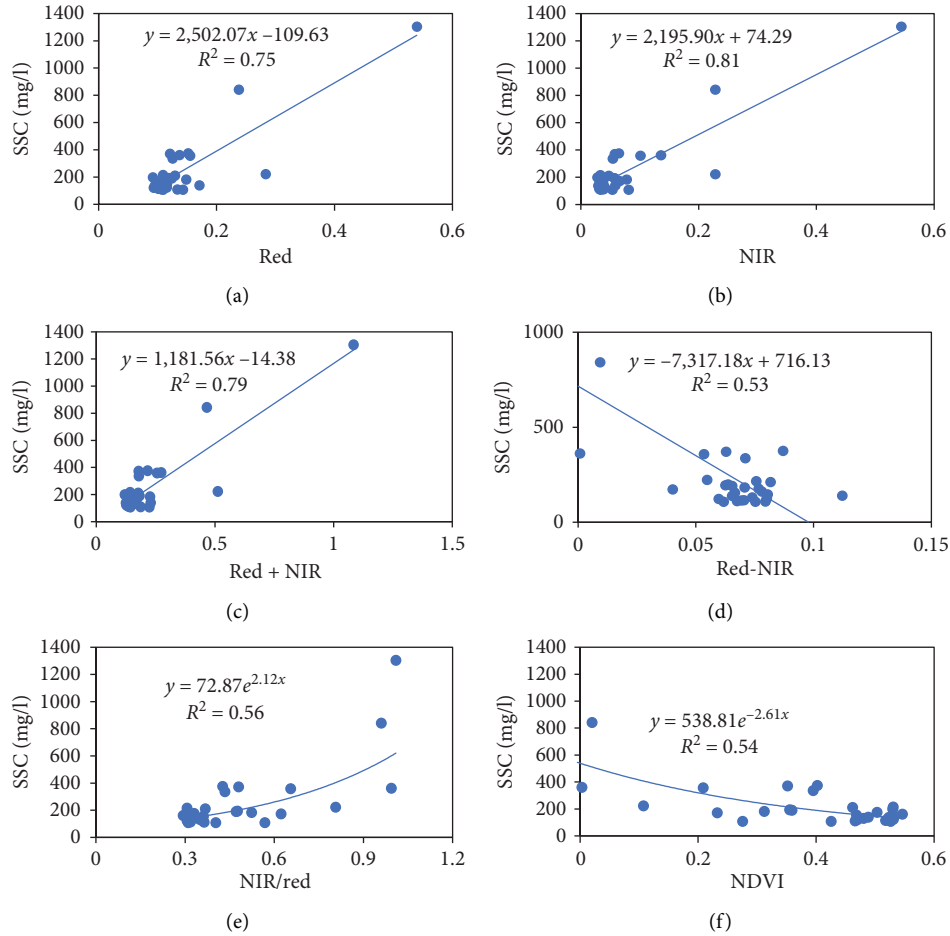 y = 2,502.07x –109.63
R² = 0.75
SSC (mg/l)
1400
1200
1000
800
600
400
200
0
0 0.2 0.4 0.6
Red
(a)
y = 2,195.90x + 74.29
R² = 0.81
SSC (mg/l)
1400
1200
1000
800
600
400
200
0
0 0.2 0.4 0.6
NIR
(b)
y = 1,181.56x –14.38
R² = 0.79
SSC (mg/l)
1400
1200
1000
800
600
400
200
0
0 0.5 1 1.5
Red + NIR
(c)
y = –7,317.18x + 716.13
R² = 0.53
SSC (mg/l)
1000
500
0
0 0.05 0.1 0.15
Red-NIR
(d)
y = 72.87e^2.12x
R² = 0.56
SSC (mg/l)
1400
1200
1000
800
600
400
200
0
0 0.3 0.6 0.9 1.2
NIR/red
(e)
y = 538.81e^–2.61x
R² = 0.54
SSC (mg/l)
1400
1200
1000
800
600
400
200
0
0 0.2 0.4 0.6
NDVI
(f)